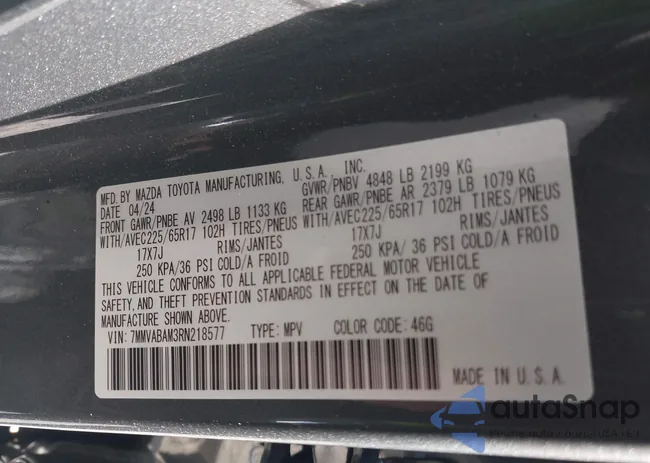 MFD. BY MAZDA TOYOTA MANUFACTURING, U.S.A., INC.
DATE 04/24 GVWR/PNBV 4848 LB 2199 KG
FRONT GAWR/PNBE AV 2498 LB 1133 KG REAR GAWR/PNBE AR 2379 LB 1079 KG
WITH/AVEC225/65R17 102H TIRES/PNEUS WITH/AVEC225/65R17 102H TIRES/PNEUS
17X7J RIMS/JANTES 17X7J RIMS/JANTES
250 KPA/36 PSI COLD/A FROID 250 KPA/ 36 PSI COLD/A FROID
THIS VEHICLE CONFORMS TO ALL APPLICABLE FEDERAL MOTOR VEHICLE
SAFETY, AND THEFT PREVENTION STANDARDS IN EFFECT ON THE DATE OF
MANUFACTURE SHOWN ABOVE.
VIN: 7MMVABAM3RN218577 TYPE: MPV COLOR CODE: 46G
MADE IN U.S.A.
autoSnap